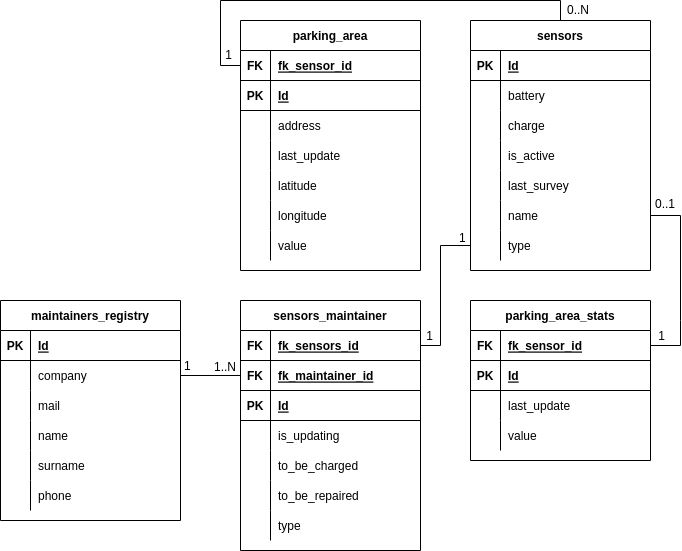 0..N
1
parking_area
FK fk_sensor_id
PK Id
address
last_update
latitude
longitude
value
sensors
PK Id
battery
charge
is_active
last_survey
name
type
0..1
1
1
1
maintainers_registry
PK Id
company
mail
name
surname
phone
1
1..N
sensors_maintainer
FK fk_sensors_id
FK fk_maintainer_id
PK Id
is_updating
to_be_charged
to_be_repaired
type
parking_area_stats
FK fk_sensor_id
PK Id
last_update
value